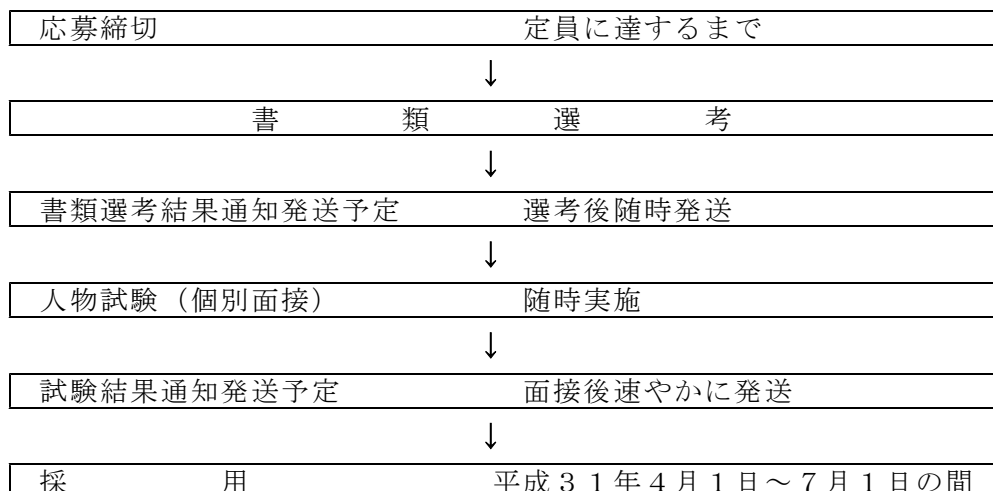 応募締切 定員に達するまで
↓
書類選考
↓
書類選考結果通知発送予定 選考後随時発送
↓
人物試験（個別面接） 随時実施
↓
試験結果通知発送予定 面接後速やかに発送
↓
採用 平成３１年４月１日～７月１日の間